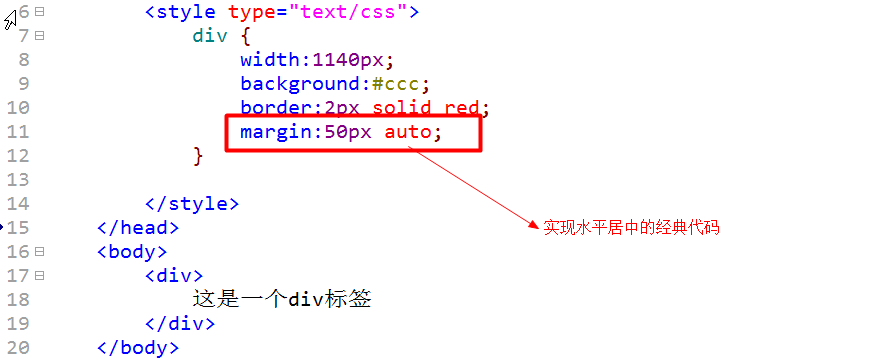 6 <style type="text/css">
7 div {
8 width:1140px;
9 background:#ccc;
10 border:2px solid red;
11 margin:50px auto;
12 }
13
14 </style>
实现水平居中的经典代码
15 </head>
16 <body>
17 <div>
18 这是一个div标签
19 </div>
20 </body>